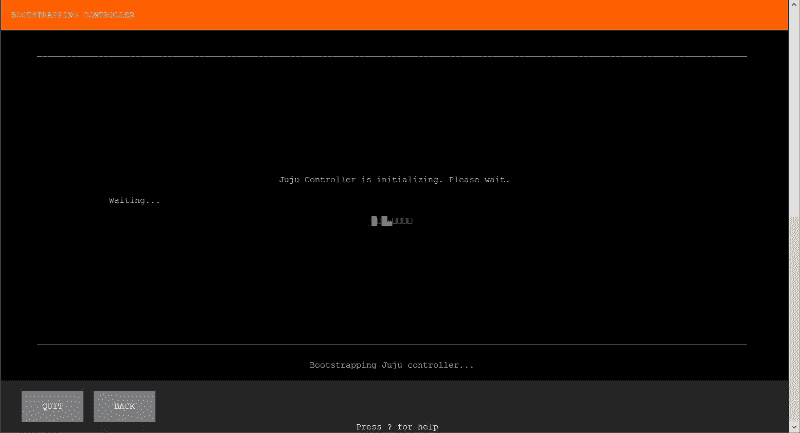 BOOTSTRAPPING CONTROLLER
Juju Controller is initializing. Please wait.
Waiting...
Bootstrapping Juju controller...
QUIT
BACK
Press ? for help